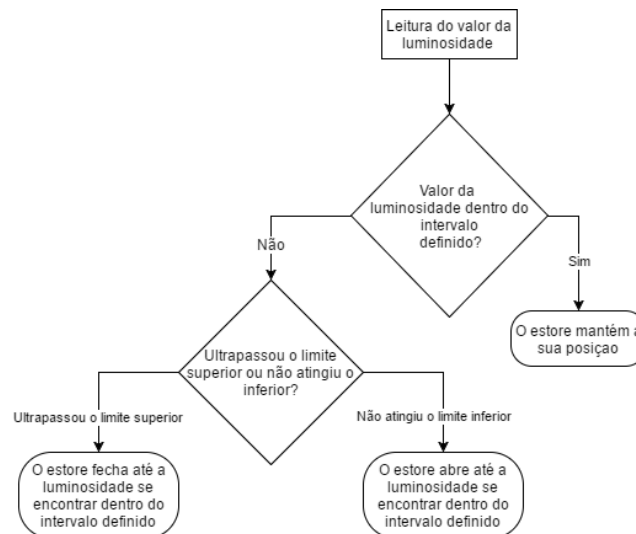 Leitura do valor da
luminosidade
Valor da
luminosidade dentro do
intervalo
definido?
Não
Sim
O estore mantém a
sua posiçao
Ultrapassou o limite
superior ou não atingiu o
inferior?
Ultrapassou o limite superior
Não atingiu o limite inferior
O estore fecha até a
luminosidade se
encontrar dentro do
intervalo definido
O estore abre até a
luminosidade se
encontrar dentro do
intervalo definido